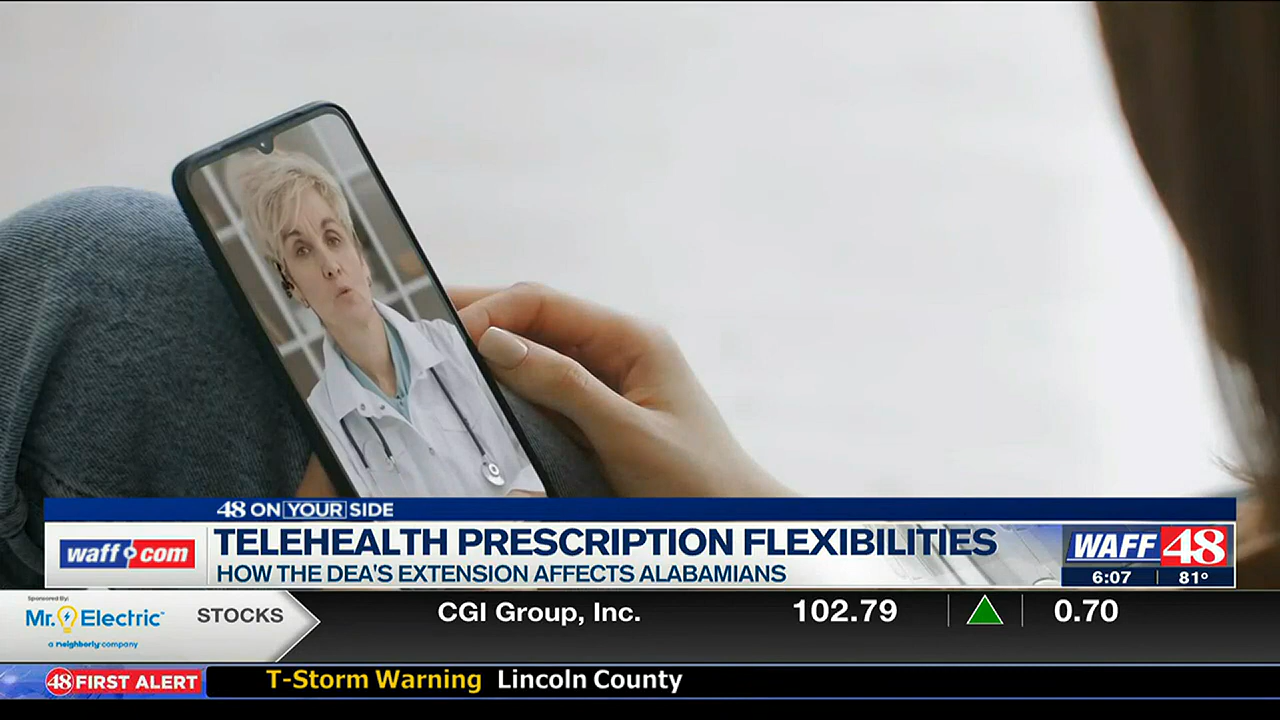 48 ON YOUR SIDE
waff com
TELEHEALTH PRESCRIPTION FLEXIBILITIES
HOW THE DEA'S EXTENSION AFFECTS ALABAMIANS
WAFF 48
6:07 81°
Sponsored By:
Mr. Electric
a neighborly company
STOCKS
CGI Group, Inc. 102.79 0.70
48 FIRST ALERT
T-Storm Warning Lincoln County